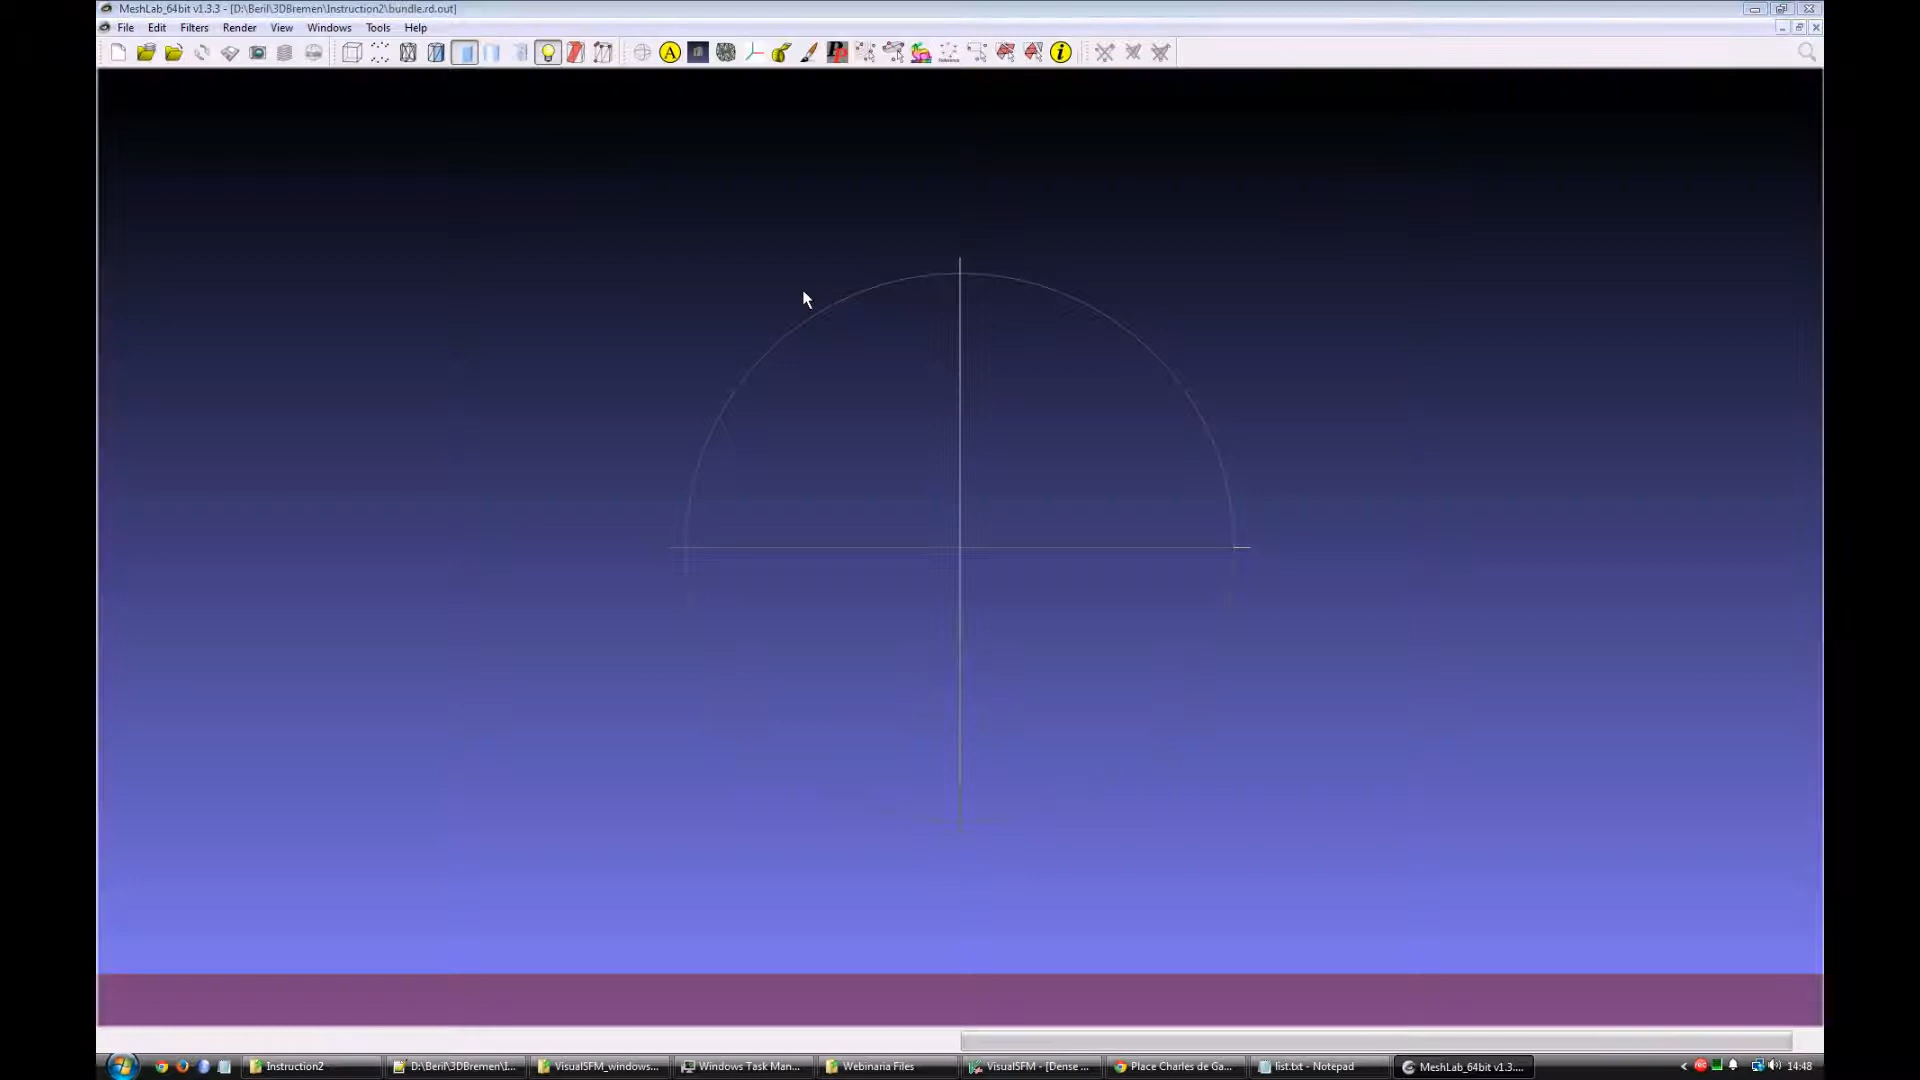 MeshLab_64bit v1.3.3 - [D:\Beril\3DBremen\Instruction2\bundle.rd.out]
File Edit Filters Render View Windows Tools Help
A
Instruction2 D:\Beril\3DBremen\I... VisualSFM_windows... Windows Task Man... Webinaria Files VisualSFM - [Dense ... Place Charles de Ga... list.txt - Notepad MeshLab_64bit v1.3.... 14:48